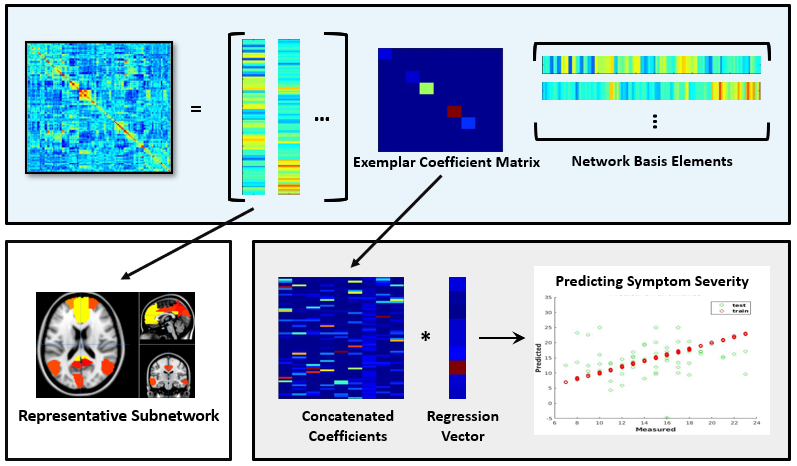 =
...
Exemplar Coefficient Matrix
Network Basis Elements
Representative Subnetwork
Concatenated
Coefficients
*
Regression
Vector
Predicting Symptom Severity
test
train
Predicted
35
30
25
20
15
10
5
0
-5
6 8 10 12 14 16 18 20 22 24
Measured